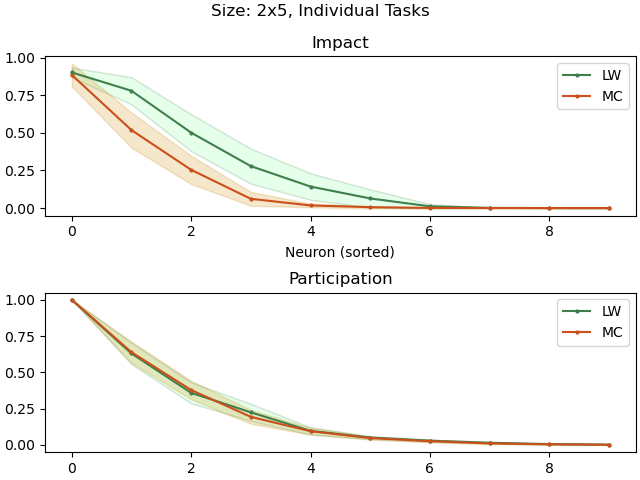 Size: 2x5, Individual Tasks
Impact
1.00
0.75
0.50
0.25
0.00
LW
MC
0 2 4 6 8
Neuron (sorted)
Participation
1.00
0.75
0.50
0.25
0.00
LW
MC
0 2 4 6 8